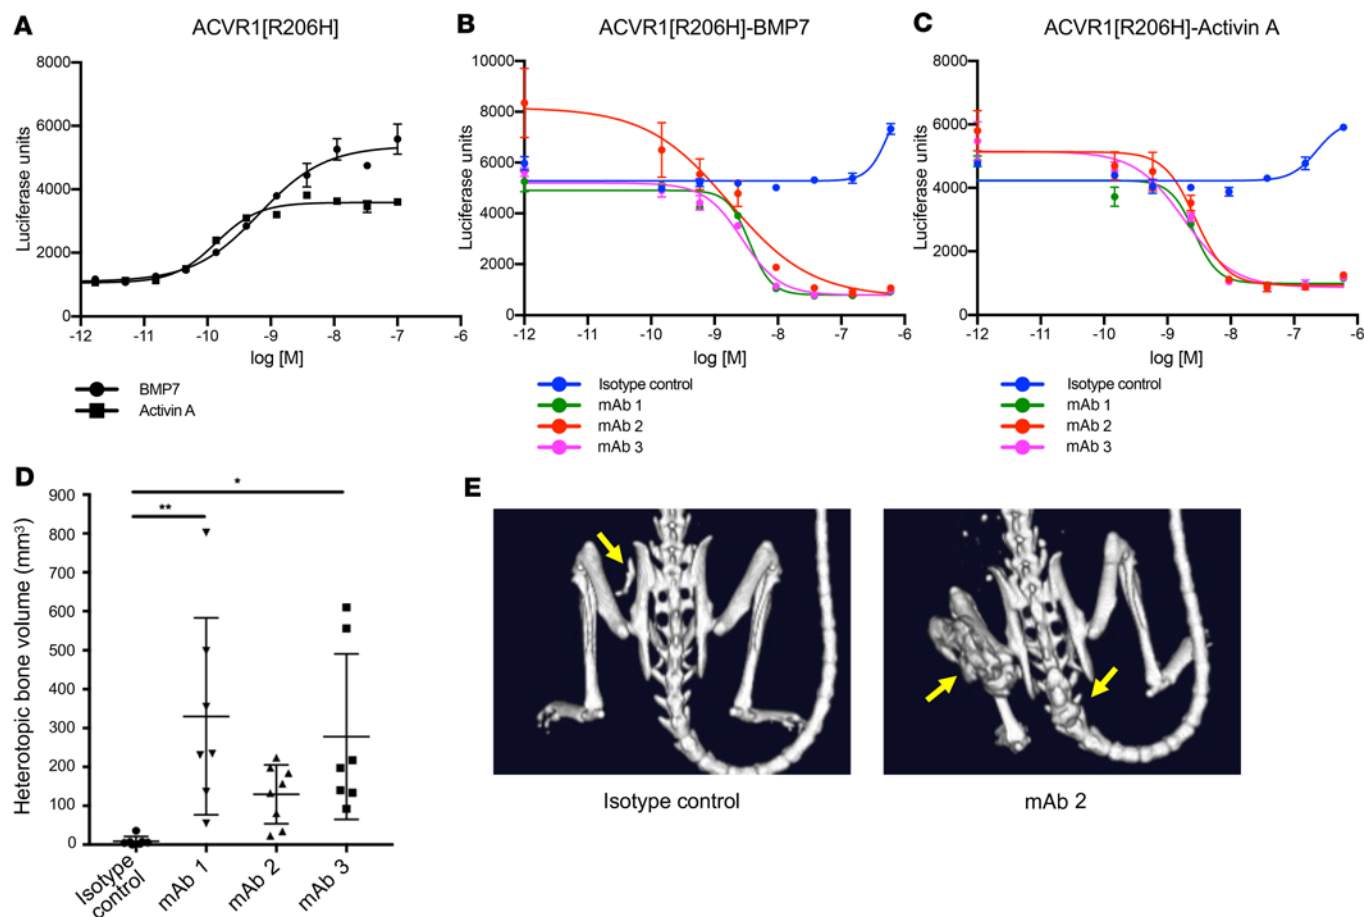 A
ACVR1[R206H]
Luciferase units
8000
6000
4000
2000
0
-12
-11
-10
-9
-8
-7
-6
log [M]
BMP7
Activin A
B
ACVR1[R206H]-BMP7
Luciferase units
10000
8000
6000
4000
2000
0
-12
-11
-10
-9
-8
-7
-6
log [M]
Isotype control
mAb 1
mAb 2
mAb 3
C
ACVR1[R206H]-Activin A
Luciferase units
8000
6000
4000
2000
0
-12
-11
-10
-9
-8
-7
-6
log [M]
Isotype control
mAb 1
mAb 2
mAb 3
D
Heterotopic bone volume (mm³)
900
800
700
600
500
400
300
200
100
0
*
**
Isotype
control
mAb 1
mAb 2
mAb 3
E
Isotype control
mAb 2